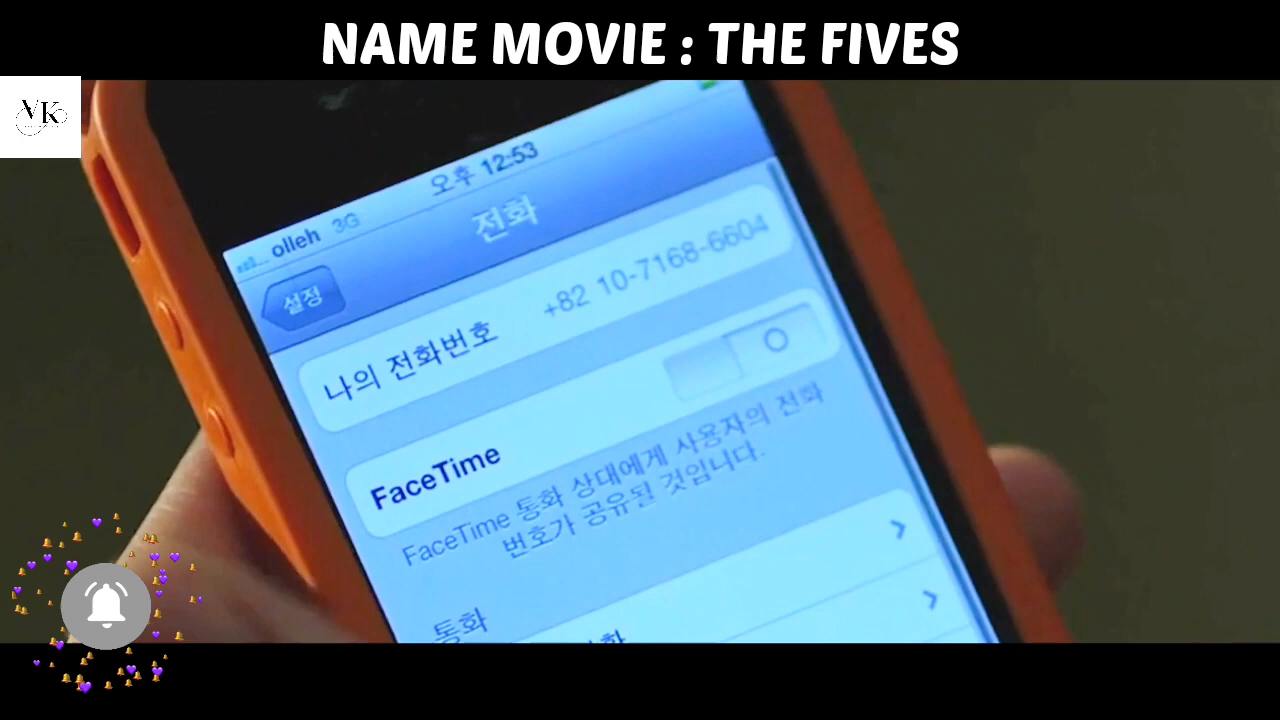 NAME MOVIE : THE FIVES
VK
olleh 3G 오후 12:53
설정 전화
나의 전화번호 +82 10-7168-6604
FaceTime
FaceTime 통화 상대에게 사용자의 전화
번호가 공유될 것입니다.
통화